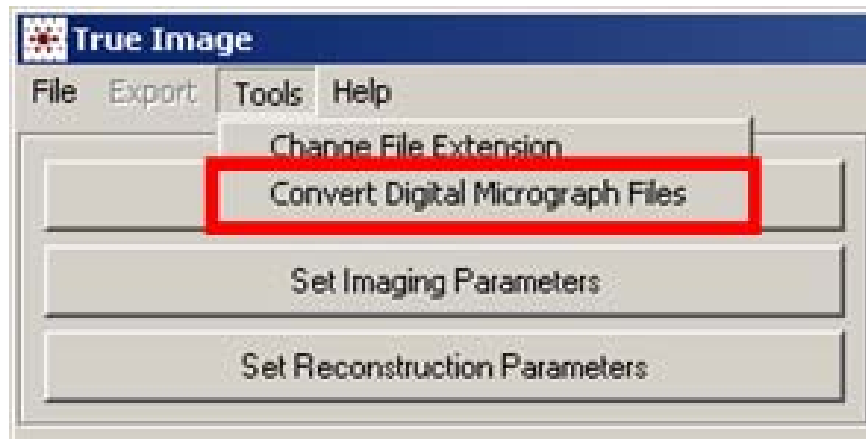 True Image
File Export Tools Help
Change File Extension
Convert Digital Micrograph Files
Set Imaging Parameters
Set Reconstruction Parameters